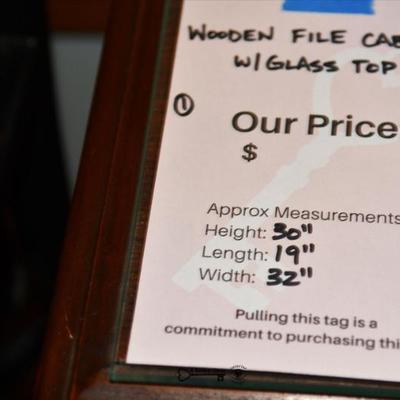 WOODEN FILE CAB
W/GLASS TOP
①
Our Price
$
Approx Measurements
Height: 30"
Length: 19"
Width: 32"
Pulling this tag is a
commitment to purchasing thi